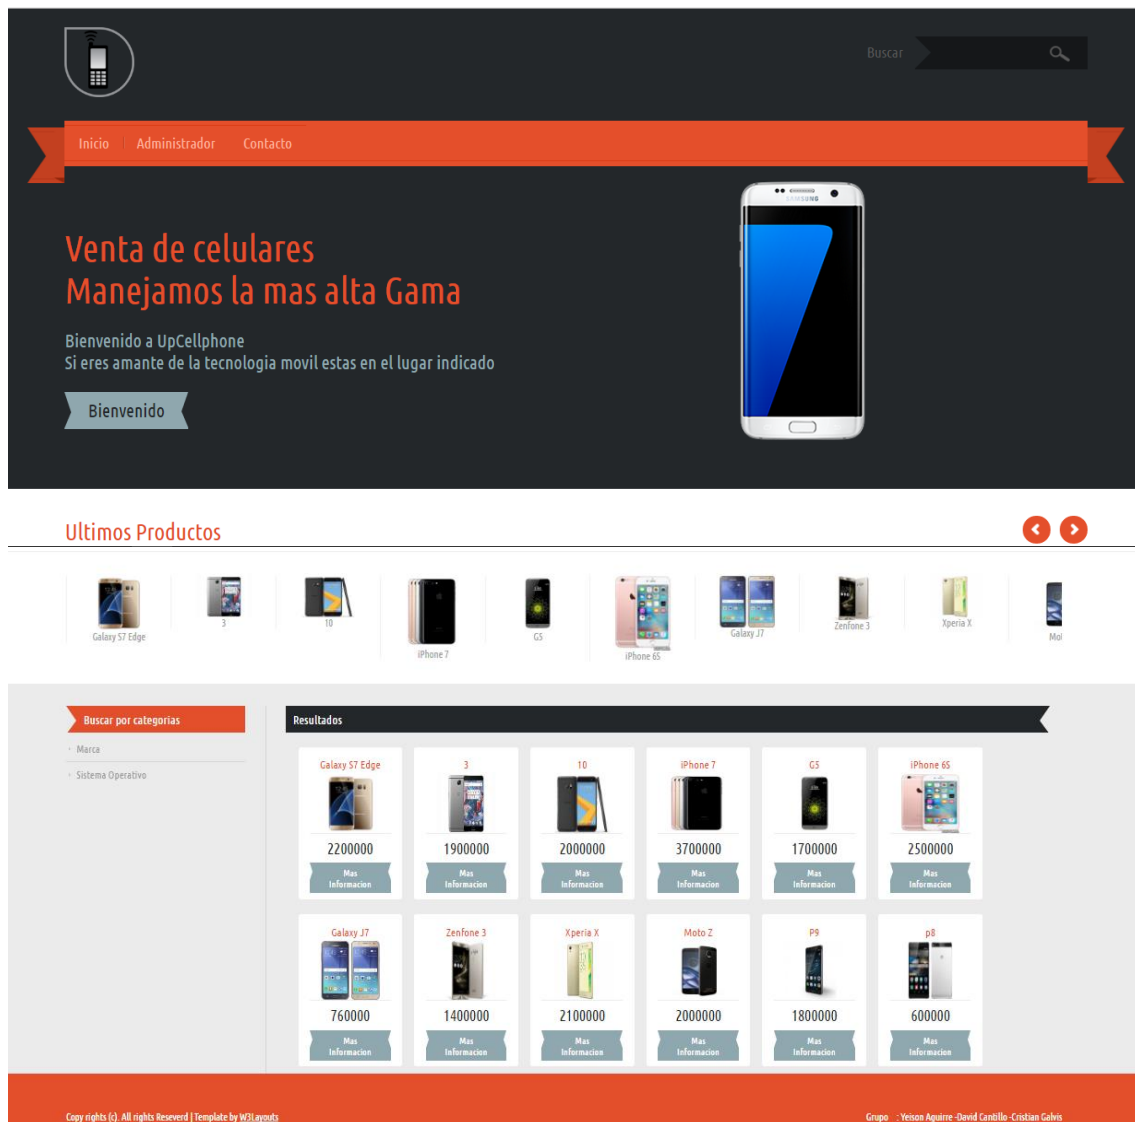 Buscar
Inicio
Administrador
Contacto
SAMSUNG
Venta de celulares
Manejamos la mas alta Gama
Bienvenido a UpCellphone
Si eres amante de la tecnologia movil estas en el lugar indicado
Bienvenido
Ultimos Productos
Galaxy S7 Edge
3
10
iPhone 7
G5
iPhone 6S
Galaxy J7
Zenfone 3
Xperia X
Mot
Buscar por categorias
Marca
Sistema Operativo
Resultados
Galaxy S7 Edge
3
10
iPhone 7
G5
iPhone 6S
2200000
1900000
2000000
3700000
1700000
2500000
Mas
Informacion
Mas
Informacion
Mas
Informacion
Mas
Informacion
Mas
Informacion
Mas
Informacion
Galaxy J7
Zenfone 3
Xperia X
Moto Z
P9
p8
760000
1400000
2100000
2000000
1800000
600000
Mas
Informacion
Mas
Informacion
Mas
Informacion
Mas
Informacion
Mas
Informacion
Mas
Informacion
Copy rights (c). All rights Reseverd | Template by W3Layouts
Grupo : Yeison Aguirre -David Cantillo -Cristian Galvis